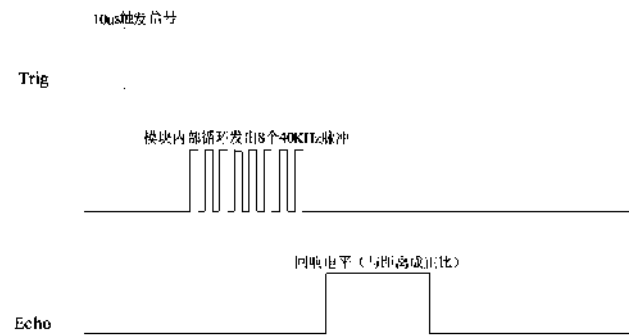 10us触发信号
Trig
模块内部循环发出8个40KHz脉冲
回响电平（与距离成正比）
Echo